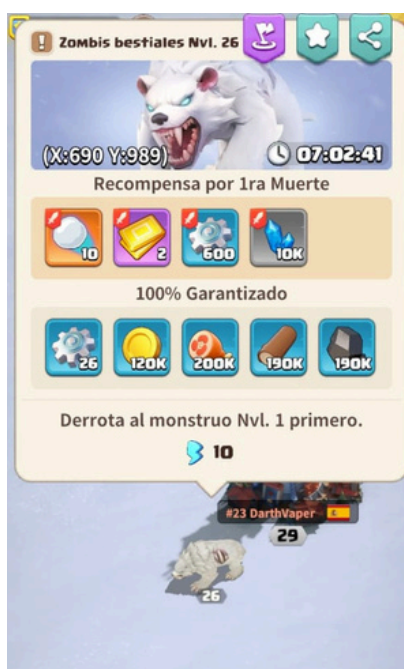 Zombis bestiales Nvl. 26
(X:690 Y:989) 07:02:41
Recompensa por 1ra Muerte
10 2 600 10K
100% Garantizado
26 120K 200K 190K 190K
Derrota al monstruo Nvl. 1 primero.
10
#23 DarthVaper
29
26